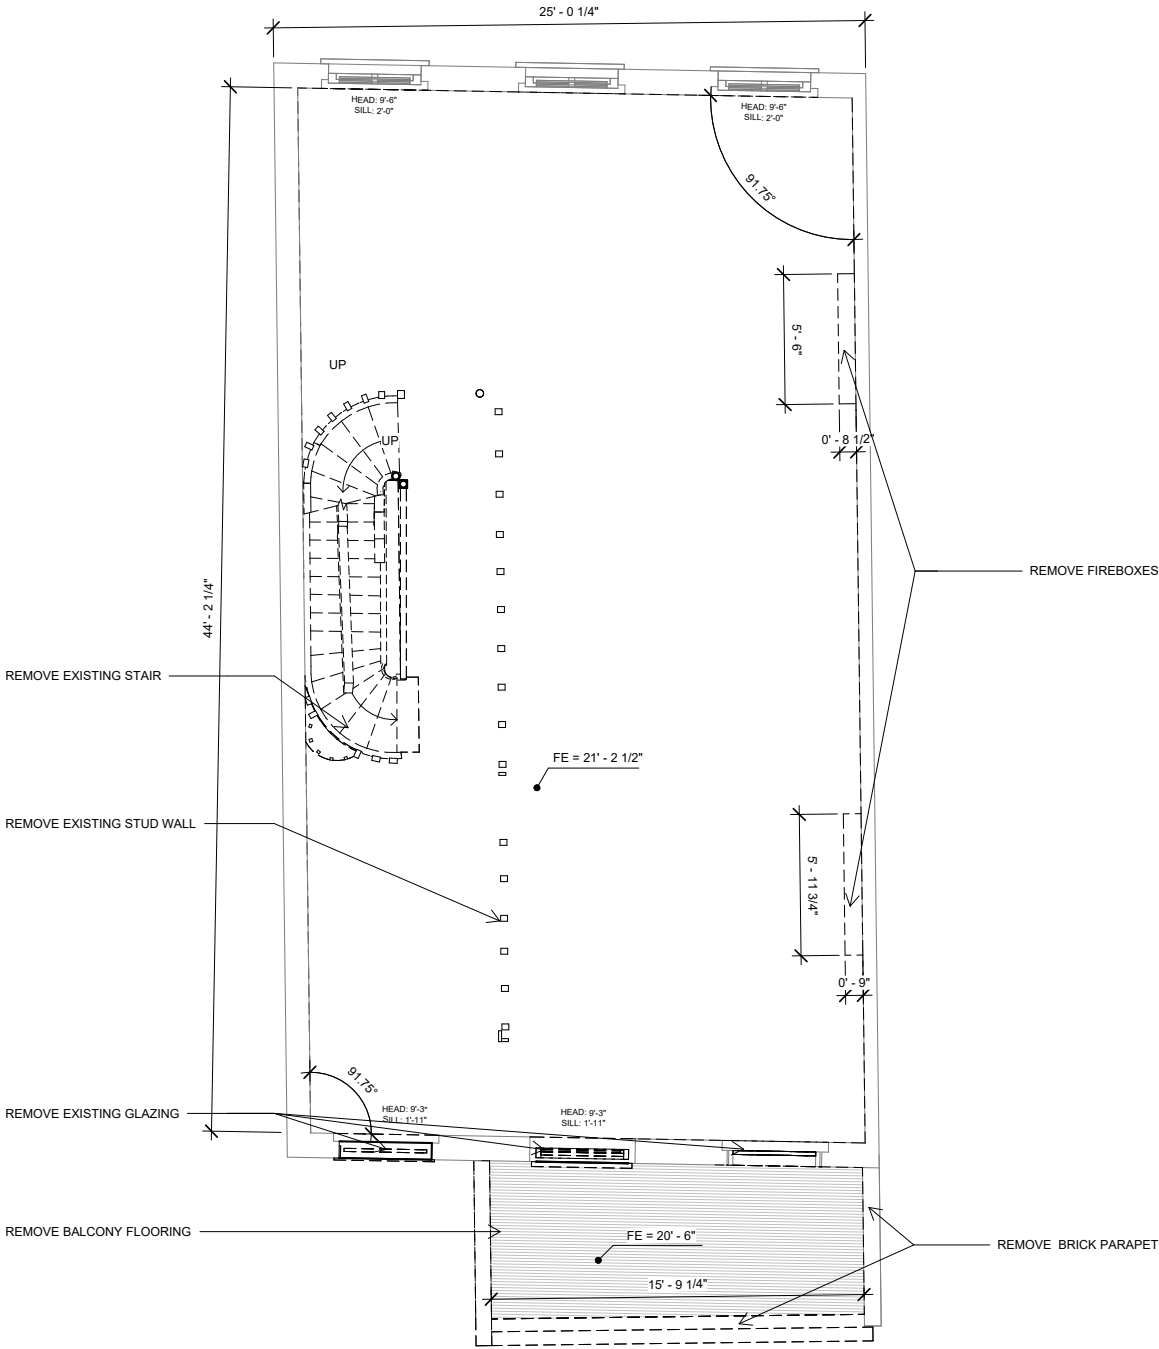 25' - 0 1/4"
HEAD: 9'-6"
SILL: 2'-0"
HEAD: 9'-6"
SILL: 2'-0"
91.75°
5' - 6"
UP
UP
0' - 8 1/2"
REMOVE FIREBOXES
44' - 2 1/4"
REMOVE EXISTING STAIR
FE = 21' - 2 1/2"
REMOVE EXISTING STUD WALL
5' - 11 3/4"
0' - 9"
91.75°
HEAD: 9'-3"
SILL: 1'-11"
HEAD: 9'-3"
SILL: 1'-11"
REMOVE EXISTING GLAZING
REMOVE BALCONY FLOORING
FE = 20' - 6"
REMOVE BRICK PARAPET
15' - 9 1/4"